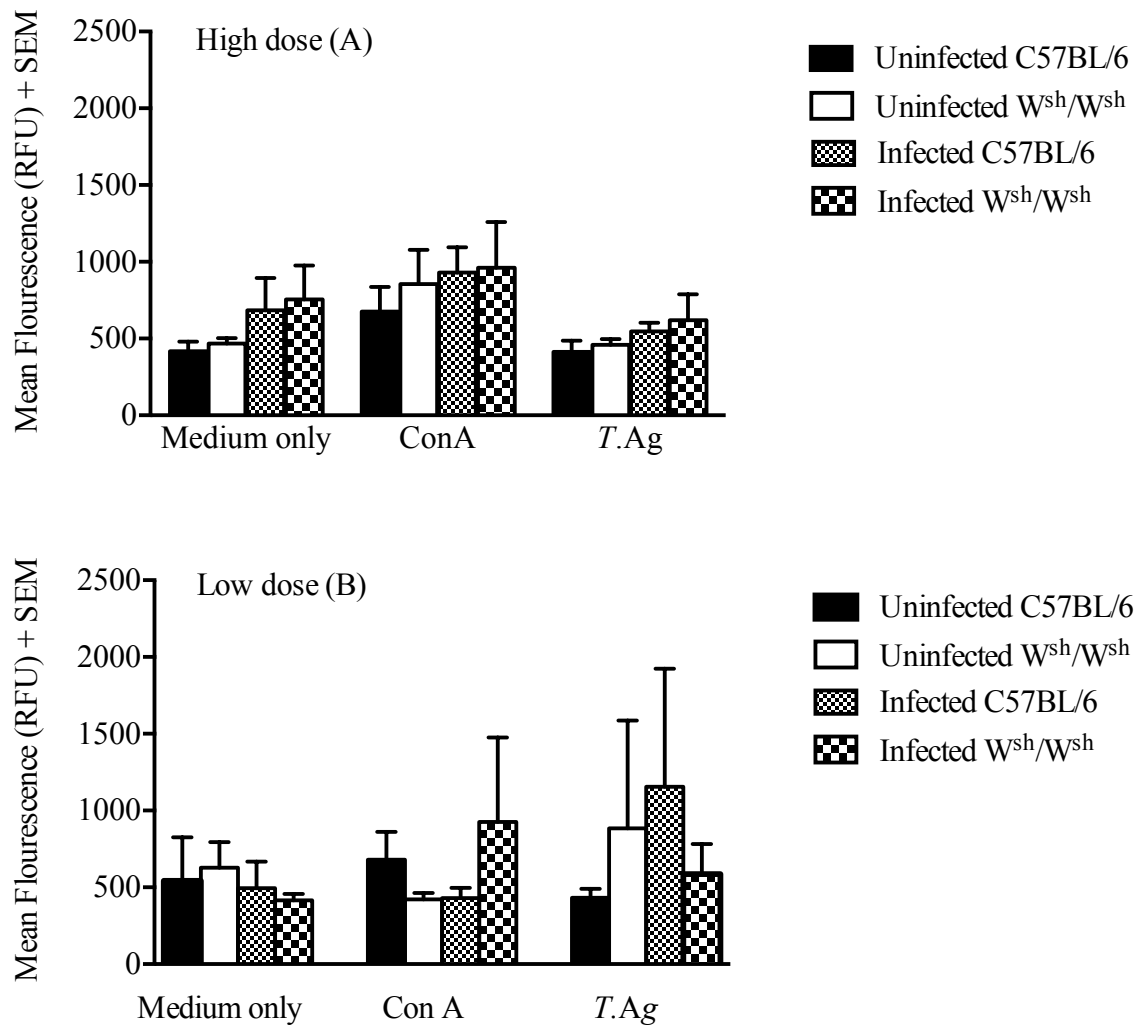 Mean Flourescence (RFU) + SEM
High dose (A)
2500
2000
1500
1000
500
0
Medium only ConA T.Ag
Uninfected C57BL/6
Uninfected Wsh/Wsh
Infected C57BL/6
Infected Wsh/Wsh
Mean Flourescence (RFU) + SEM
Low dose (B)
2500
2000
1500
1000
500
0
Medium only Con A T.Ag
Uninfected C57BL/6
Uninfected Wsh/Wsh
Infected C57BL/6
Infected Wsh/Wsh